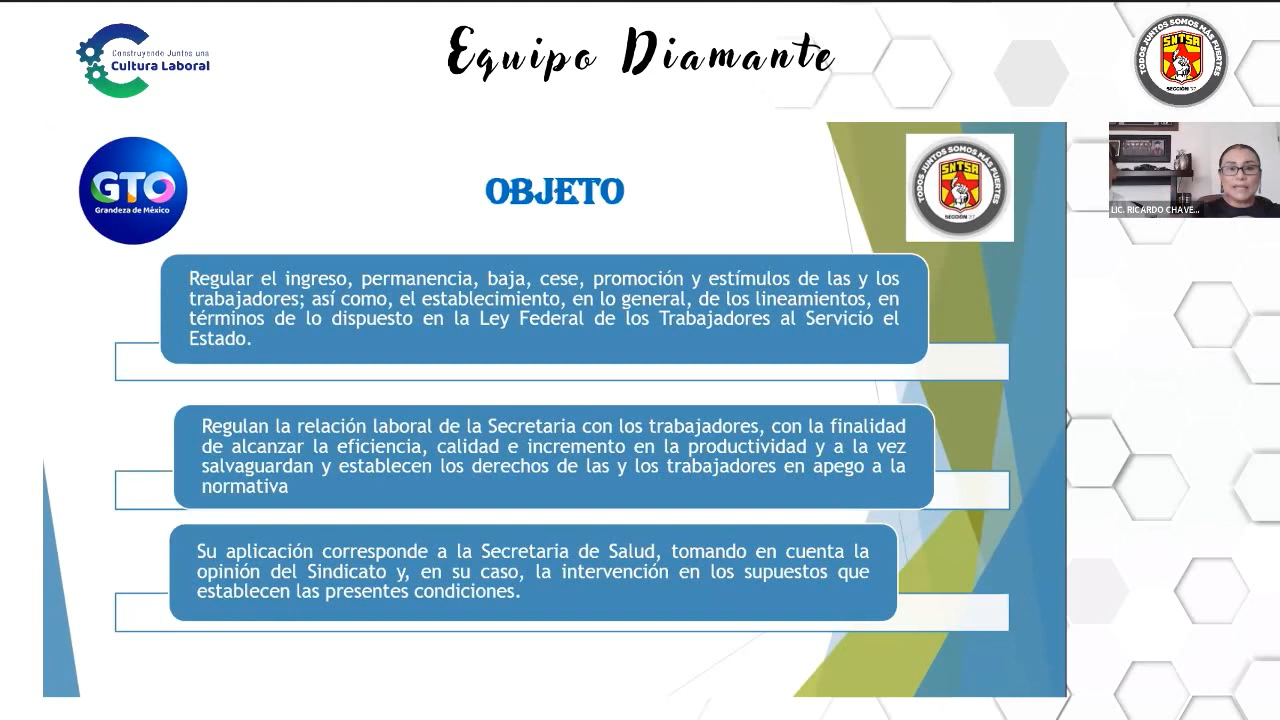 Construyendo Juntos una
Cultura Laboral
Equipo Diamante
TODOS JUNTOS SOMOS MÁS FUERTES
SNTSA
SECCIÓN 37
GTO
Grandeza de México
OBJETO
TODOS JUNTOS SOMOS MÁS FUERTES
SNTSA
SECCIÓN 37
LIC. RICARDO CHAVE...
Regular el ingreso, permanencia, baja, cese, promoción y estímulos de las y los
trabajadores; así como, el establecimiento, en lo general, de los lineamientos, en
términos de lo dispuesto en la Ley Federal de los Trabajadores al Servicio el
Estado.
Regulan la relación laboral de la Secretaria con los trabajadores, con la finalidad
de alcanzar la eficiencia, calidad e incremento en la productividad y a la vez
salvaguardan y establecen los derechos de las y los trabajadores en apego a la
normativa
Su aplicación corresponde a la Secretaria de Salud, tomando en cuenta la
opinión del Sindicato y, en su caso, la intervención en los supuestos que
establecen las presentes condiciones.